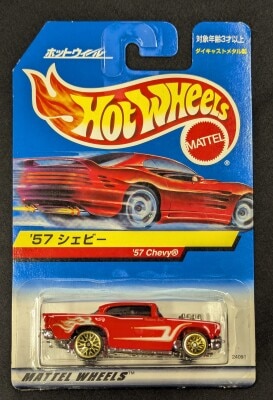 ホットウィール
対象年齢3才以上
ダイキャストメタル製
Hot Wheels
MATTEL
®
'57 シェビー
'57 Chevy®
MATTEL WHEELS™